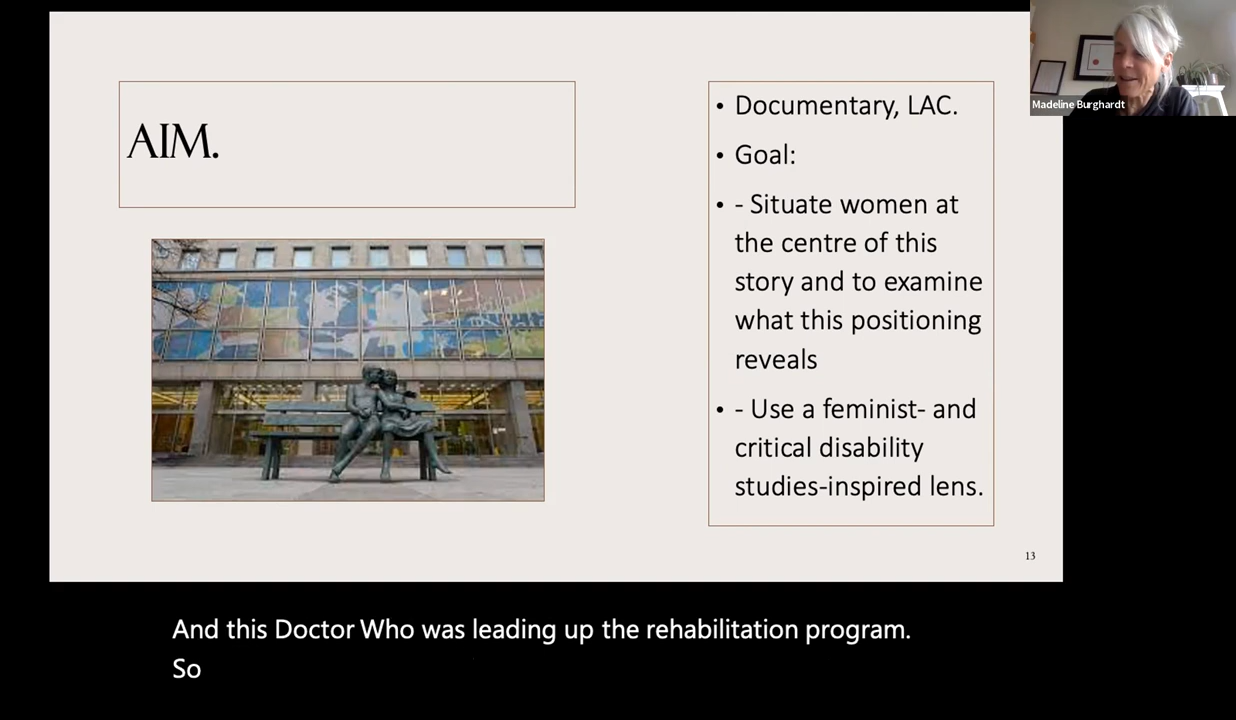 AIM.
• Documentary, LAC.
• Goal:
• - Situate women at
the centre of this
story and to examine
what this positioning
reveals
• - Use a feminist- and
critical disability
studies-inspired lens.
13
Madeline Burghardt
And this Doctor Who was leading up the rehabilitation program.
So